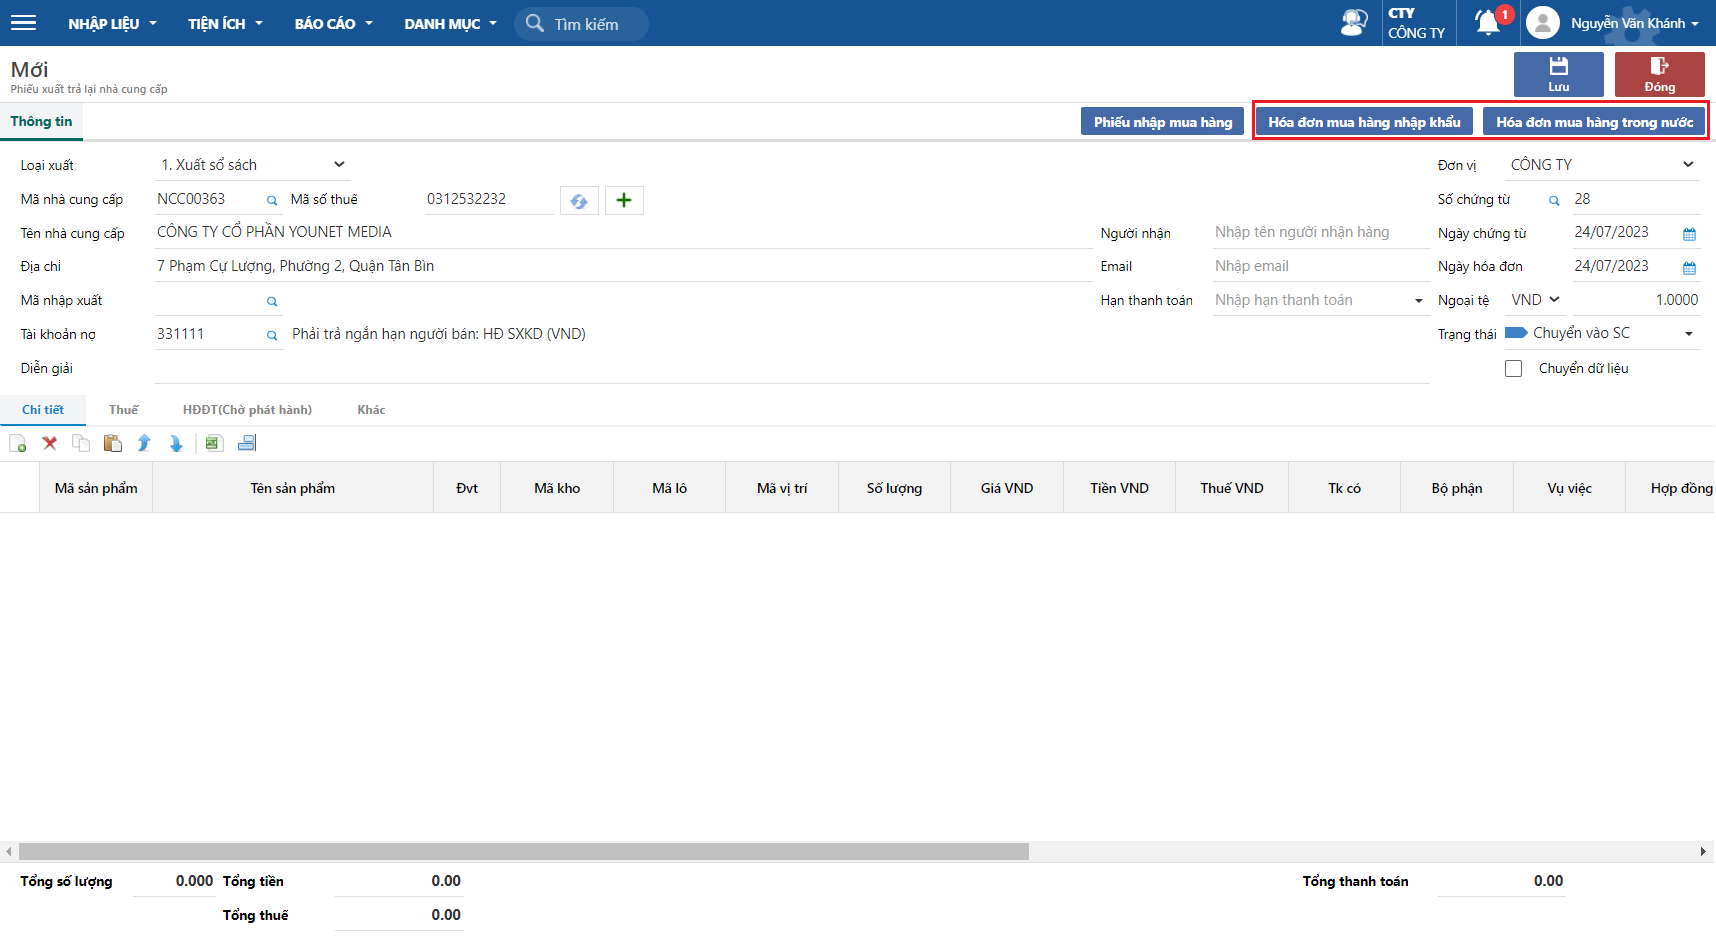 NHẬP LIỆU TIỆN ÍCH BÁO CÁO DANH MỤC Tìm kiếm CTY CÔNG TY 1 Nguyễn Văn Khánh
Mới
Phiếu xuất trả lại nhà cung cấp
Lưu Đóng
Thông tin Phiếu nhập mua hàng Hóa đơn mua hàng nhập khẩu Hóa đơn mua hàng trong nước
Loại xuất 1. Xuất sổ sách Đơn vị CÔNG TY
Mã nhà cung cấp NCC00363 Mã số thuế 0312532232 Số chứng từ 28
Tên nhà cung cấp CÔNG TY CỔ PHẦN YOUNET MEDIA Người nhận Nhập tên người nhận hàng Ngày chứng từ 24/07/2023
Địa chỉ 7 Phạm Cự Lượng, Phường 2, Quận Tân Bìn Email Nhập email Ngày hóa đơn 24/07/2023
Mã nhập xuất Hạn thanh toán Nhập hạn thanh toán Ngoại tệ VND 1.0000
Tài khoản nợ 331111 Phải trả ngắn hạn người bán: HĐ SXKD (VND) Trạng thái Chuyển vào SC
Diễn giải Chuyển dữ liệu
Chi tiết Thuế HĐĐT(Chờ phát hành) Khác
Mã sản phẩm Tên sản phẩm Đvt Mã kho Mã lô Mã vị trí Số lượng Giá VND Tiền VND Thuế VND Tk có Bộ phận Vụ việc Hợp đồng
Tổng số lượng 0.000 Tổng tiền 0.00 Tổng thanh toán 0.00
Tổng thuế 0.00